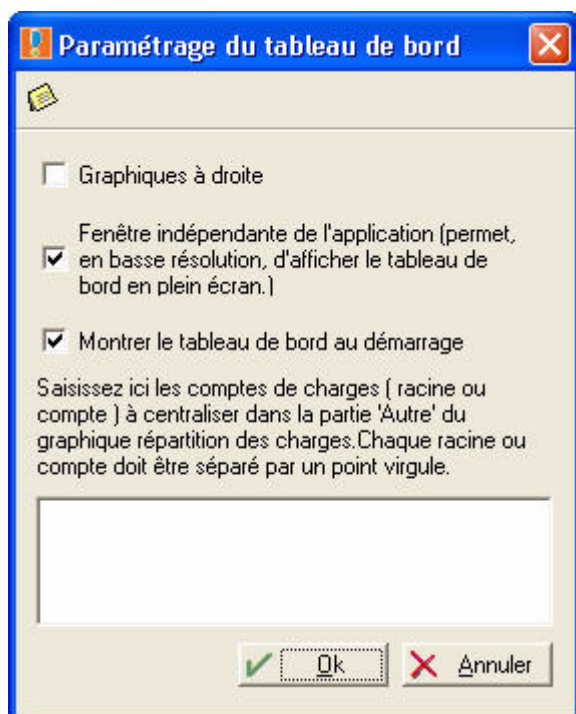 Paramétrage du tableau de bord
Graphiques à droite
Fenêtre indépendante de l'application (permet,
en basse résolution, d'afficher le tableau de
bord en plein écran.)
Montrer le tableau de bord au démarrage
Saisissez ici les comptes de charges ( racine ou
compte ) à centraliser dans la partie 'Autre' du
graphique répartition des charges.Chaque racine ou
compte doit être séparé par un point virgule.
Ok
Annuler